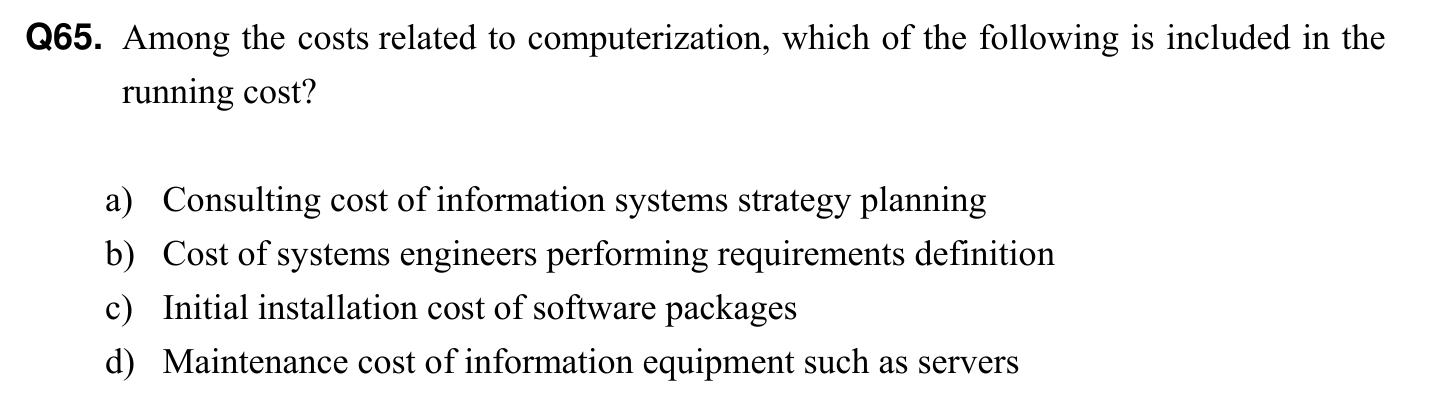 Q65. Among the costs related to computerization, which of the following is included in the
running cost?
a) Consulting cost of information systems strategy planning
b) Cost of systems engineers performing requirements definition
c) Initial installation cost of software packages
d) Maintenance cost of information equipment such as servers